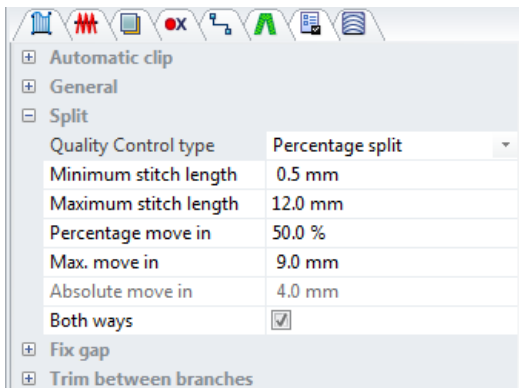 Automatic clip
General
Split
Quality Control type Percentage split
Minimum stitch length 0.5 mm
Maximum stitch length 12.0 mm
Percentage move in 50.0 %
Max. move in 9.0 mm
Absolute move in 4.0 mm
Both ways
Fix gap
Trim between branches